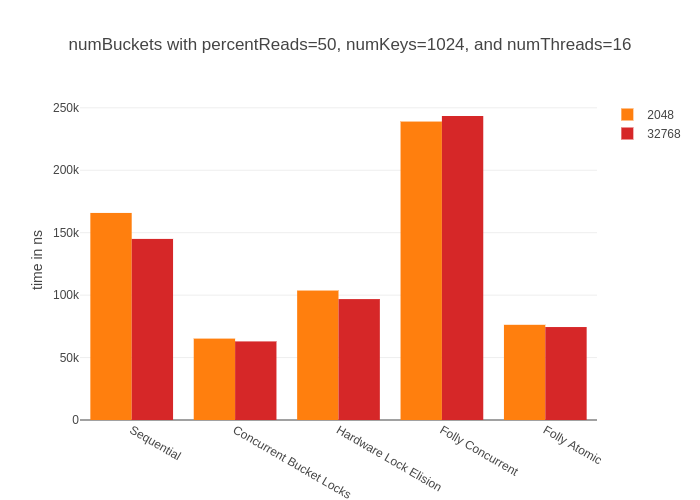 numBuckets with percentReads=50, numKeys=1024, and numThreads=16
250k
200k
150k
100k
50k
0
time in ns
2048
32768
Sequential
Concurrent Bucket Locks
Hardware Lock Elision
Folly Concurrent
Folly Atomic